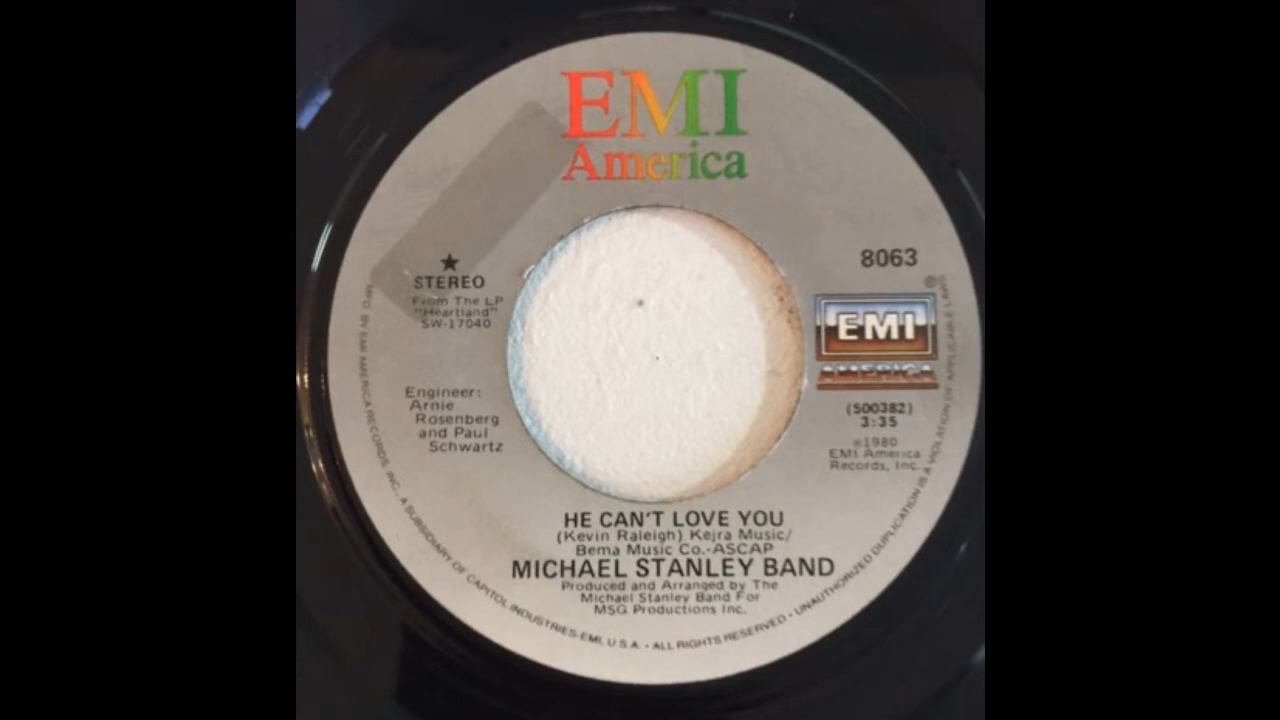 EMI
America
8063
★
STEREO
From The LP
"Heartland"
SW-17040
EMI
AMERICA
Engineer:
Arnie
Rosenberg
and Paul
Schwartz
(500382)
3:35
℗1980
EMI America
Records, Inc.
HE CAN'T LOVE YOU
(Kevin Raleigh) Kejra Music/
Bema Music Co.-ASCAP
MICHAEL STANLEY BAND
Produced and Arranged by The
Michael Stanley Band For
MSG Productions Inc.
MFD. BY EMI AMERICA RECORDS, INC., A SUBSIDIARY OF CAPITOL INDUSTRIES-EMI, U.S.A. • ALL RIGHTS RESERVED • UNAUTHORIZED DUPLICATION IS A VIOLATION OF APPLICABLE LAWS